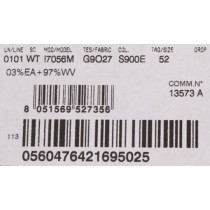 LN/LINE SC MOD/MODEL TES/FABRIC COL. TAG/SIZE DROP
0101 WT I7056M G9O27 S900E 52
03%EA+97%WV
COMM.N°
13573 A
8 051569 527356
113
0560476421695025